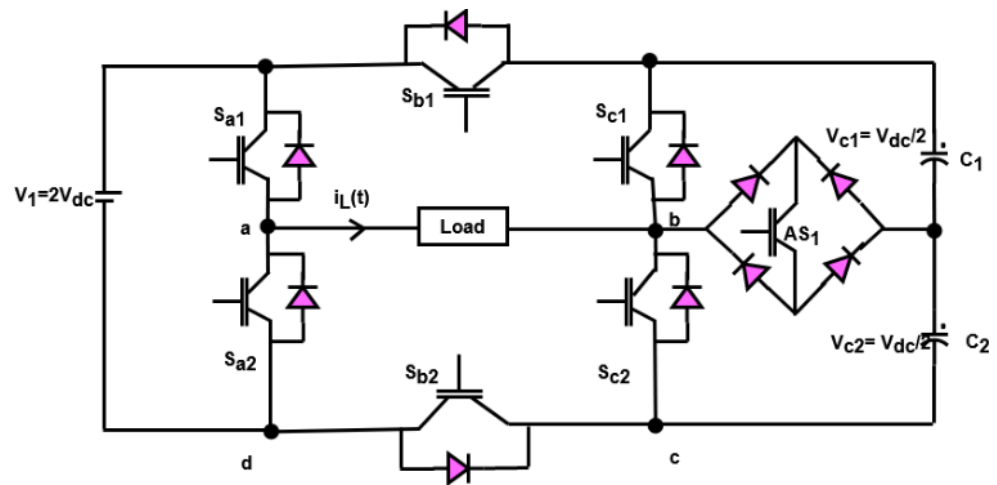 Sb1
Sa1
Sc1
Vc1= Vdc/2
C1
V1=2Vdc
iL(t)
a
Load
b
AS1
Sa2
Sb2
Sc2
Vc2= Vdc/2
C2
d
c